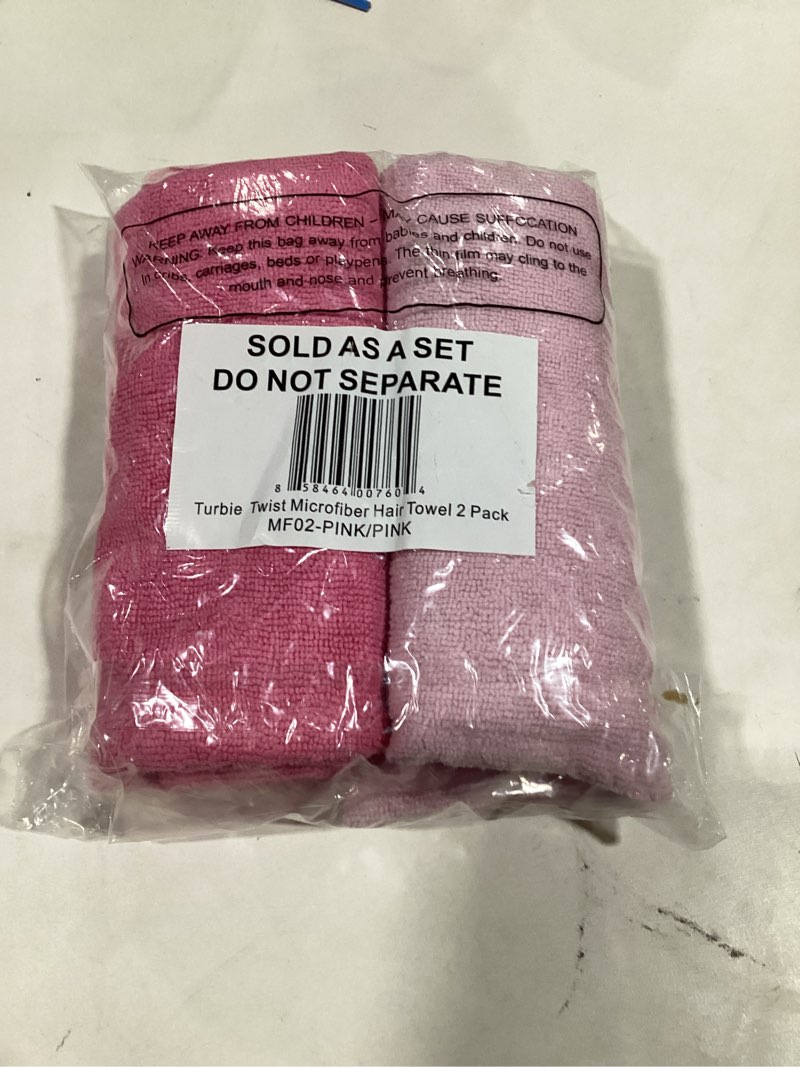 KEEP AWAY FROM CHILDREN - MAY CAUSE SUFFOCATION
WARNING: Keep this bag away from babies and children. Do not use
in cribs, carriages, beds or playpens. The thin film may cling to the
mouth and nose and prevent breathing.
SOLD AS A SET
DO NOT SEPARATE
8 58464 00760 4
Turbie Twist Microfiber Hair Towel 2 Pack
MF02-PINK/PINK